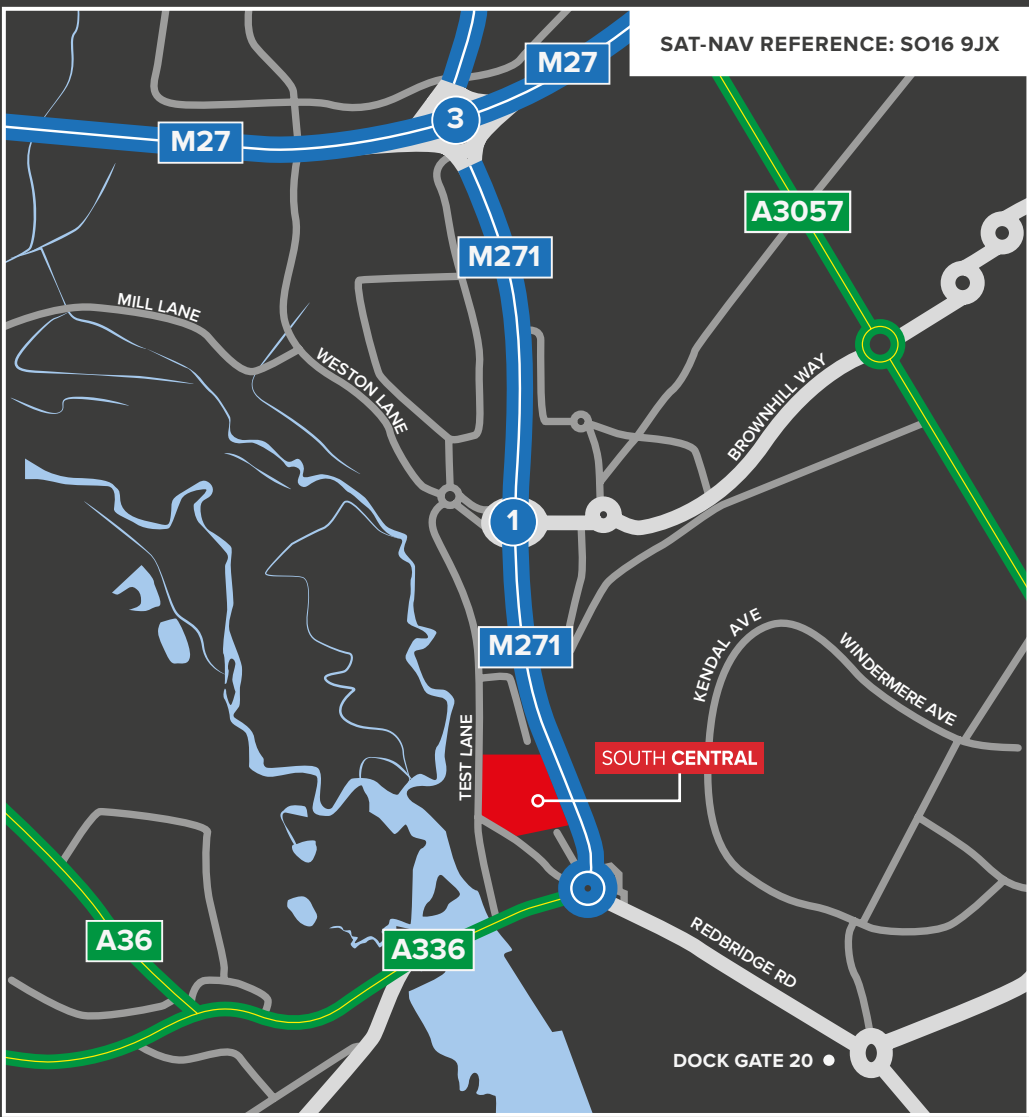 SAT-NAV REFERENCE: SO16 9JX
M27
3
M27
A3057
M271
MILL LANE
WESTON LANE
BROWNHILL WAY
1
M271
KENDAL AVE
WINDERMERE AVE
TEST LANE
SOUTH CENTRAL
A36
A336
REDBRIDGE RD
DOCK GATE 20